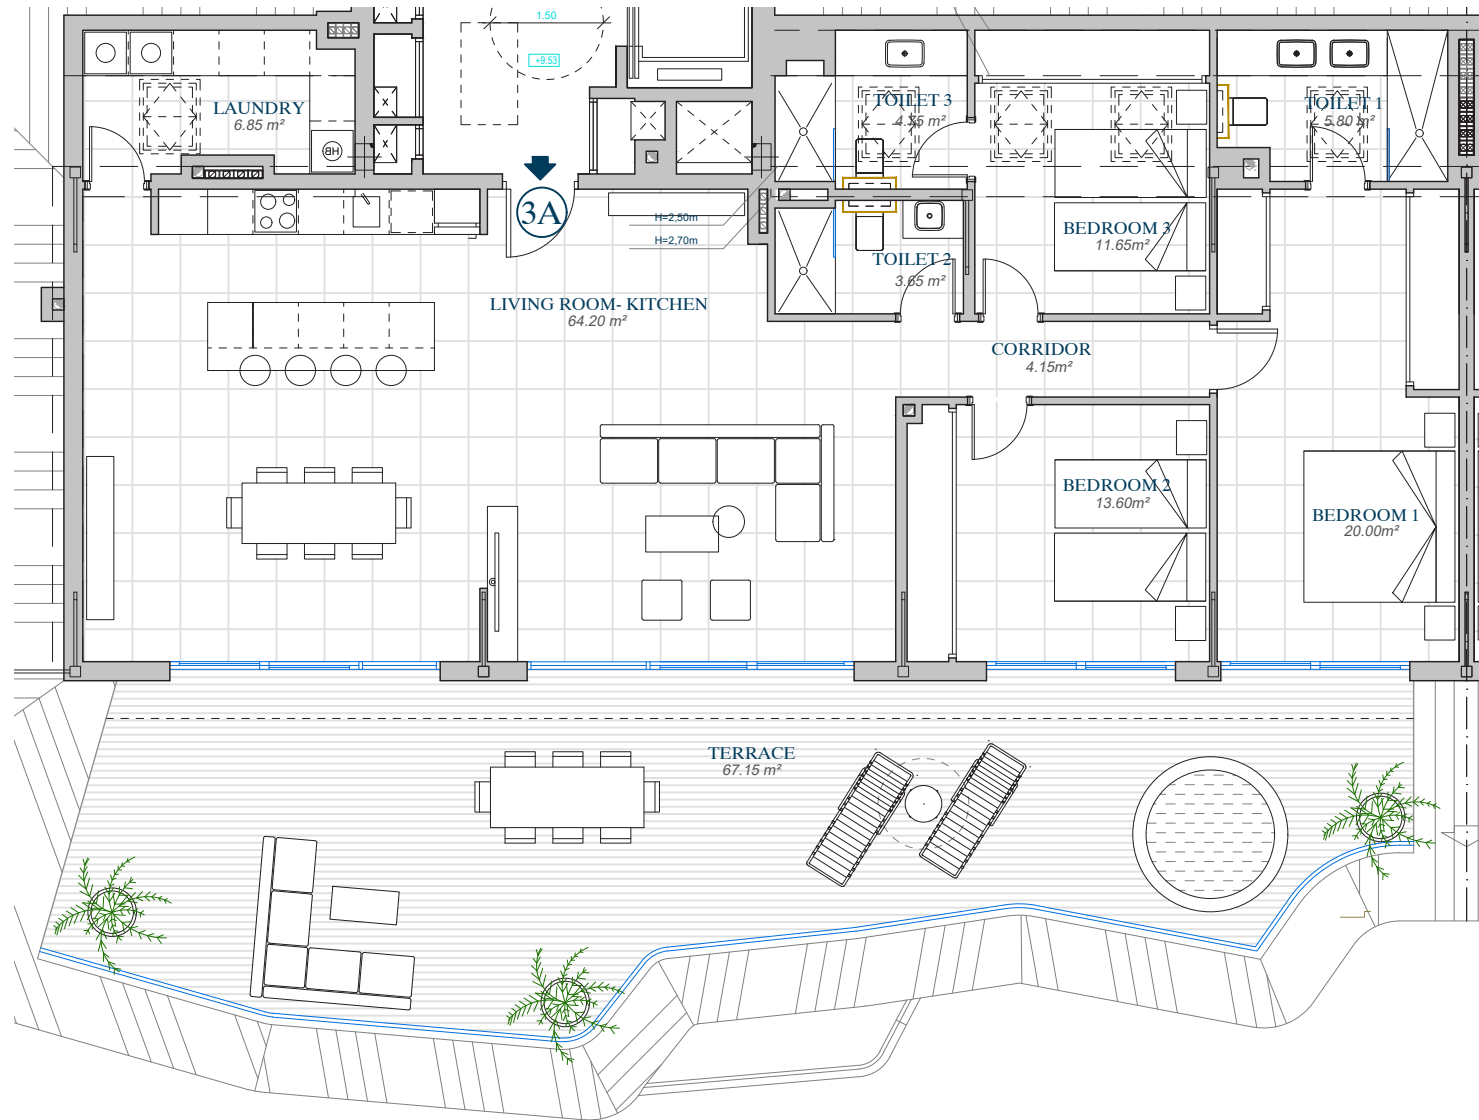 1.50
+9.53
LAUNDRY
6.85 m²
HB
TOILET 3
4.75 m²
TOILET 1
5.80 m²
3A
H=2,50m
H=2,70m
BEDROOM 3
11.65m²
TOILET 2
3.65 m²
LIVING ROOM- KITCHEN
64.20 m²
CORRIDOR
4.15m²
BEDROOM 2
13.60m²
BEDROOM 1
20.00m²
TERRACE
67.15 m²